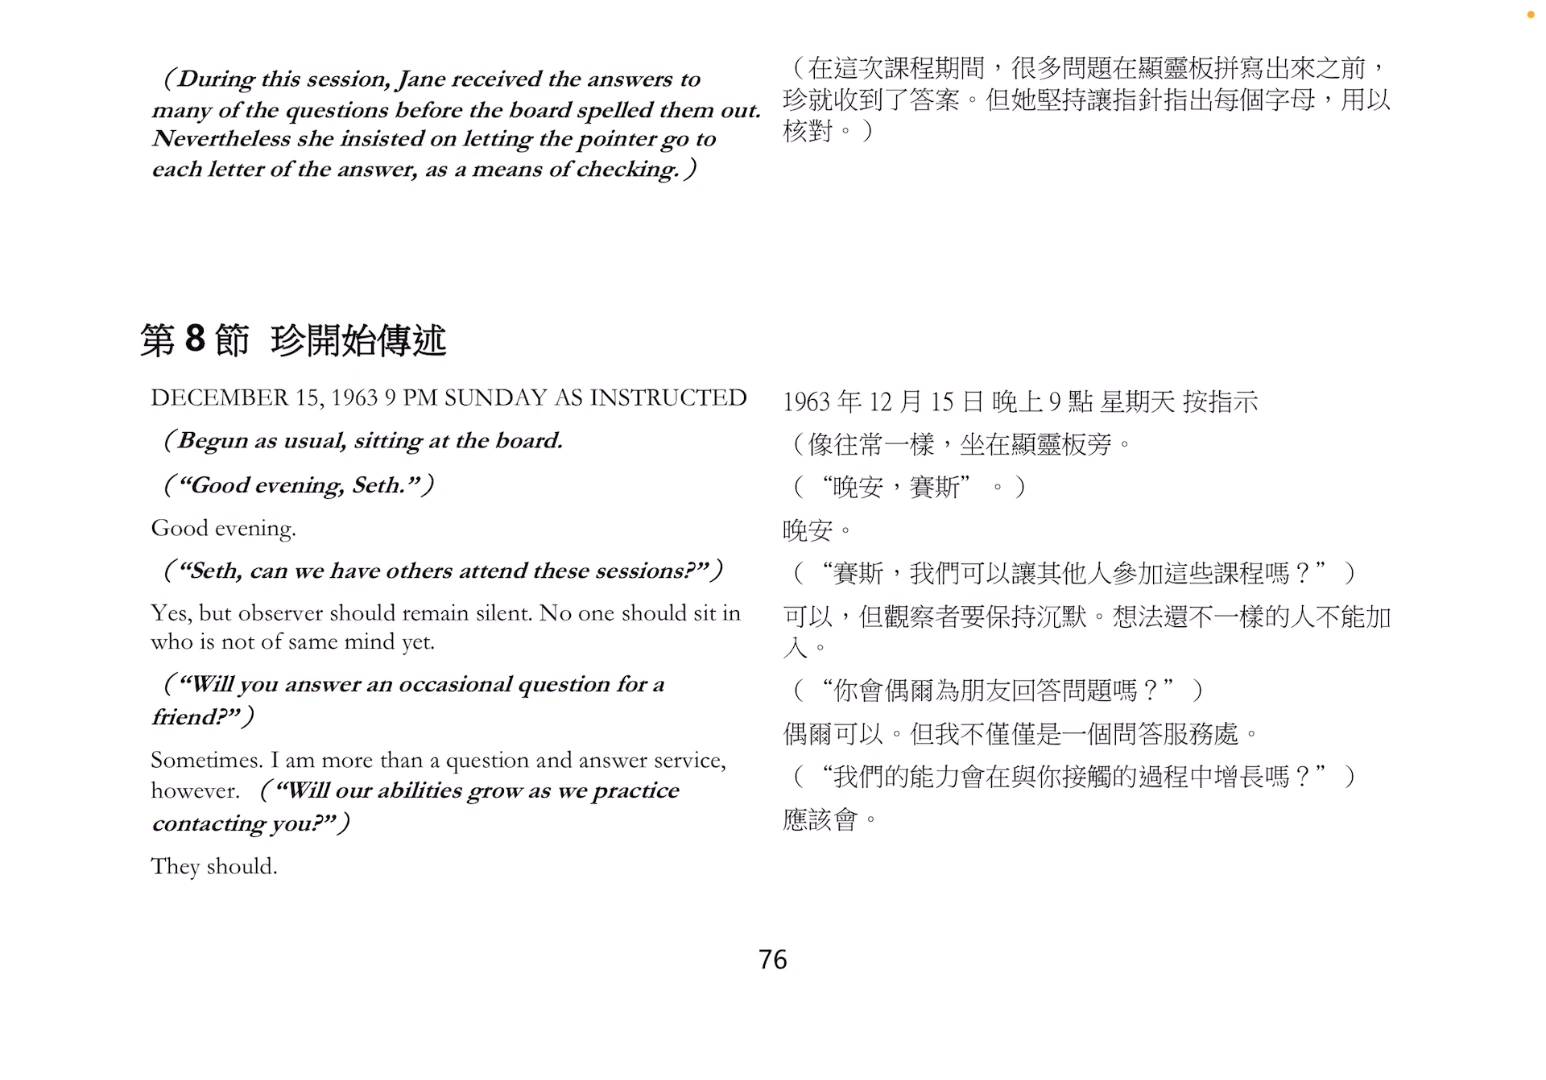 （During this session, Jane received the answers to
many of the questions before the board spelled them out.
Nevertheless she insisted on letting the pointer go to
each letter of the answer, as a means of checking.）
（在這次課程期間，很多問題在顯靈板拼寫出來之前，
珍就收到了答案。但她堅持讓指針指出每個字母，用以
核對。）
第 8 節 珍開始傳述
DECEMBER 15, 1963 9 PM SUNDAY AS INSTRUCTED
（Begun as usual, sitting at the board.
（“Good evening, Seth.”）
Good evening.
（“Seth, can we have others attend these sessions?”）
Yes, but observer should remain silent. No one should sit in
who is not of same mind yet.
（“Will you answer an occasional question for a
friend?”）
Sometimes. I am more than a question and answer service,
however. （“Will our abilities grow as we practice
contacting you?”）
They should.
1963 年 12 月 15 日 晚上 9 點 星期天 按指示
（像往常一樣，坐在顯靈板旁。
（“晚安，賽斯”。）
晚安。
（“賽斯，我們可以讓其他人參加這些課程嗎？”）
可以，但觀察者要保持沉默。想法還不一樣的人不能加
入。
（“你會偶爾為朋友回答問題嗎？”）
偶爾可以。但我不僅僅是一個問答服務處。
（“我們的能力會在與你接觸的過程中增長嗎？”）
應該會。
76